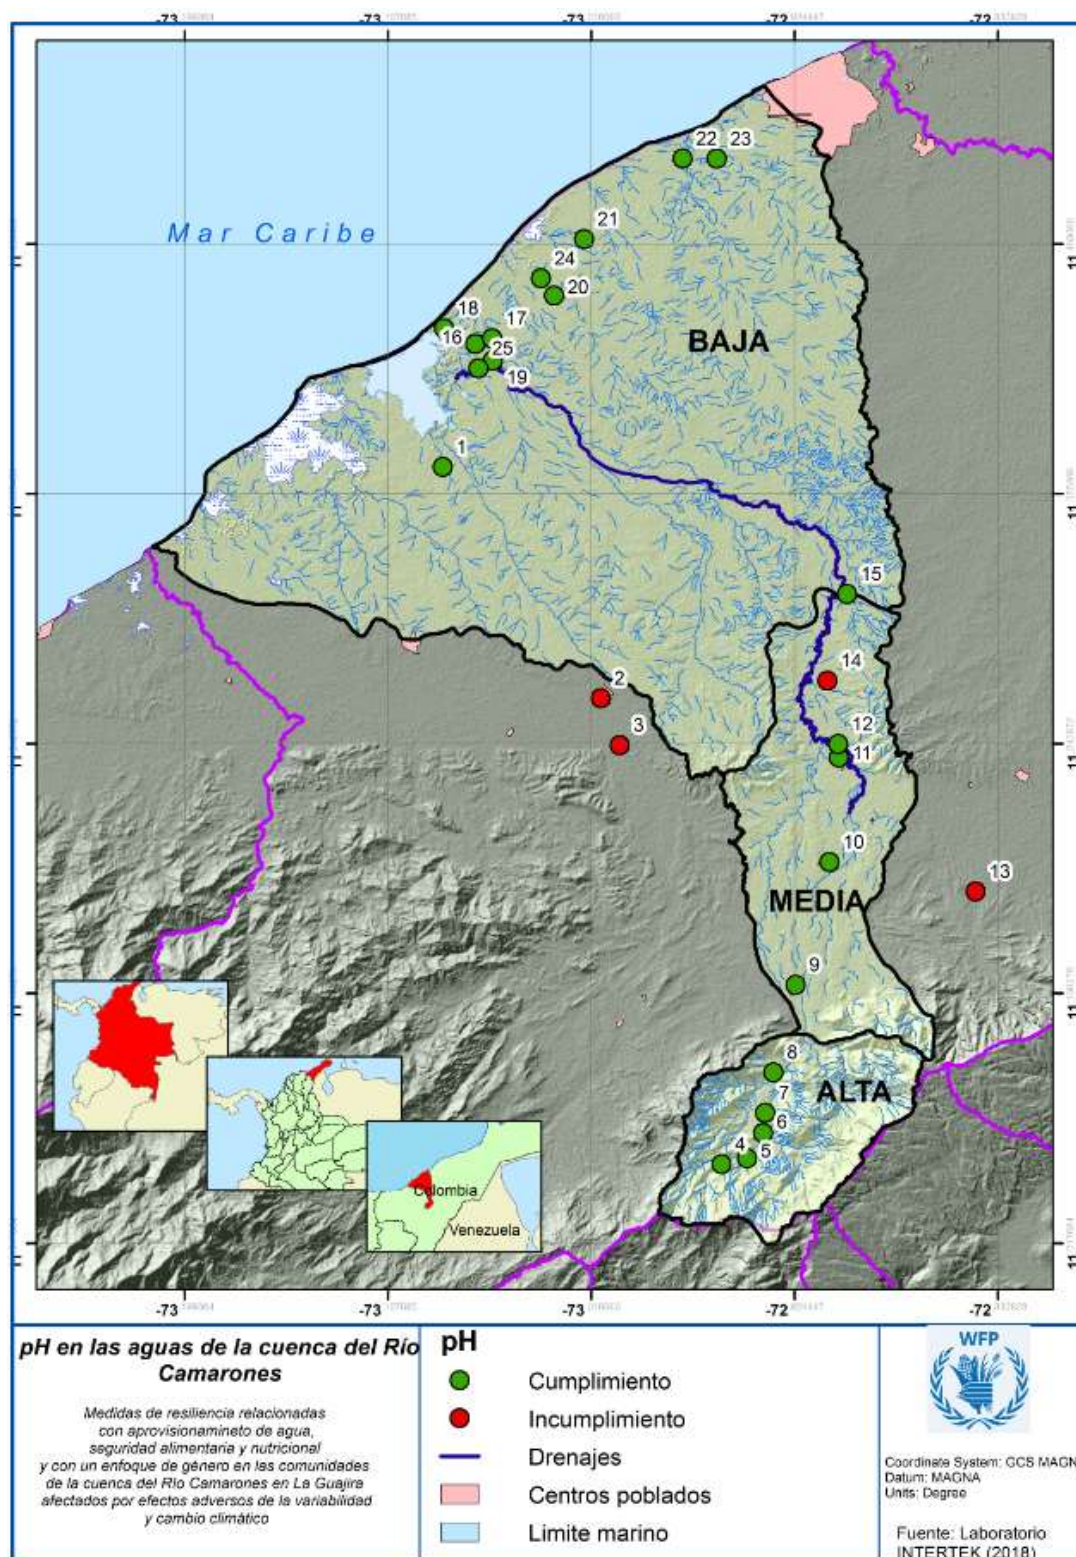 -73
-73
-73
-72
-72
22
23
Mar Caribe
21
24
20
18
17
16
25
19
BAJA
1
15
14
2
12
3
11
10
13
MEDIA
9
8
ALTA
7
6
4
5
Colombia
Venezuela
11
11
11
11
11
-73
-73
-73
-72
-72
pH en las aguas de la cuenca del Río
Camarones
Medidas de resiliencia relacionadas
con aprovisionamineto de agua,
seguridad alimentaria y nutricional
y con un enfoque de género en las comunidades
de la cuenca del Río Camarones en La Guajira
afectados por efectos adversos de la variabilidad
y cambio climático
pH
Cumplimiento
Incumplimiento
Drenajes
Centros poblados
Limite marino
WFP
Coordinate System: GCS MAGN
Datum: MAGNA
Units: Degree
Fuente: Laboratorio
INTERTEK (2018)